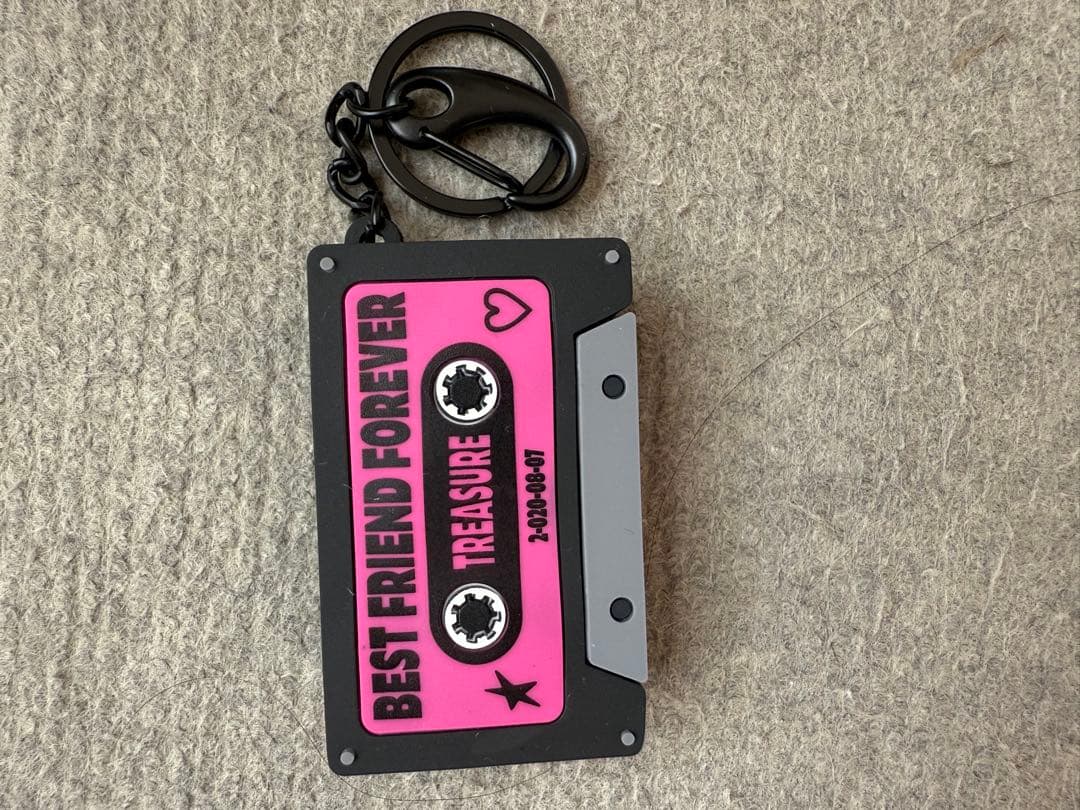 BEST FRIEND FOREVER
TREASURE
2-020-08-07